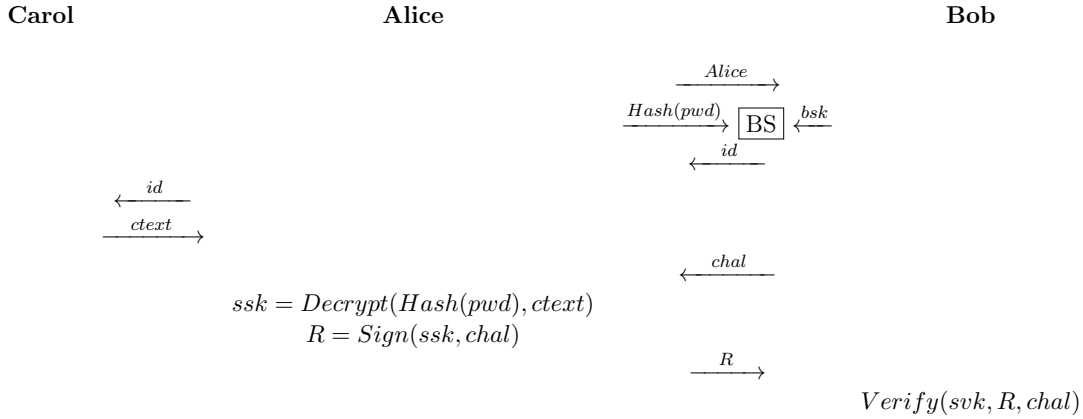 Carol Alice Bob
Alice
Hash(pwd) BS bsk
id
id
ctext
chal
ssk = Decrypt(Hash(pwd), ctext)
R = Sign(ssk, chal)
R
Verify(svk, R, chal)